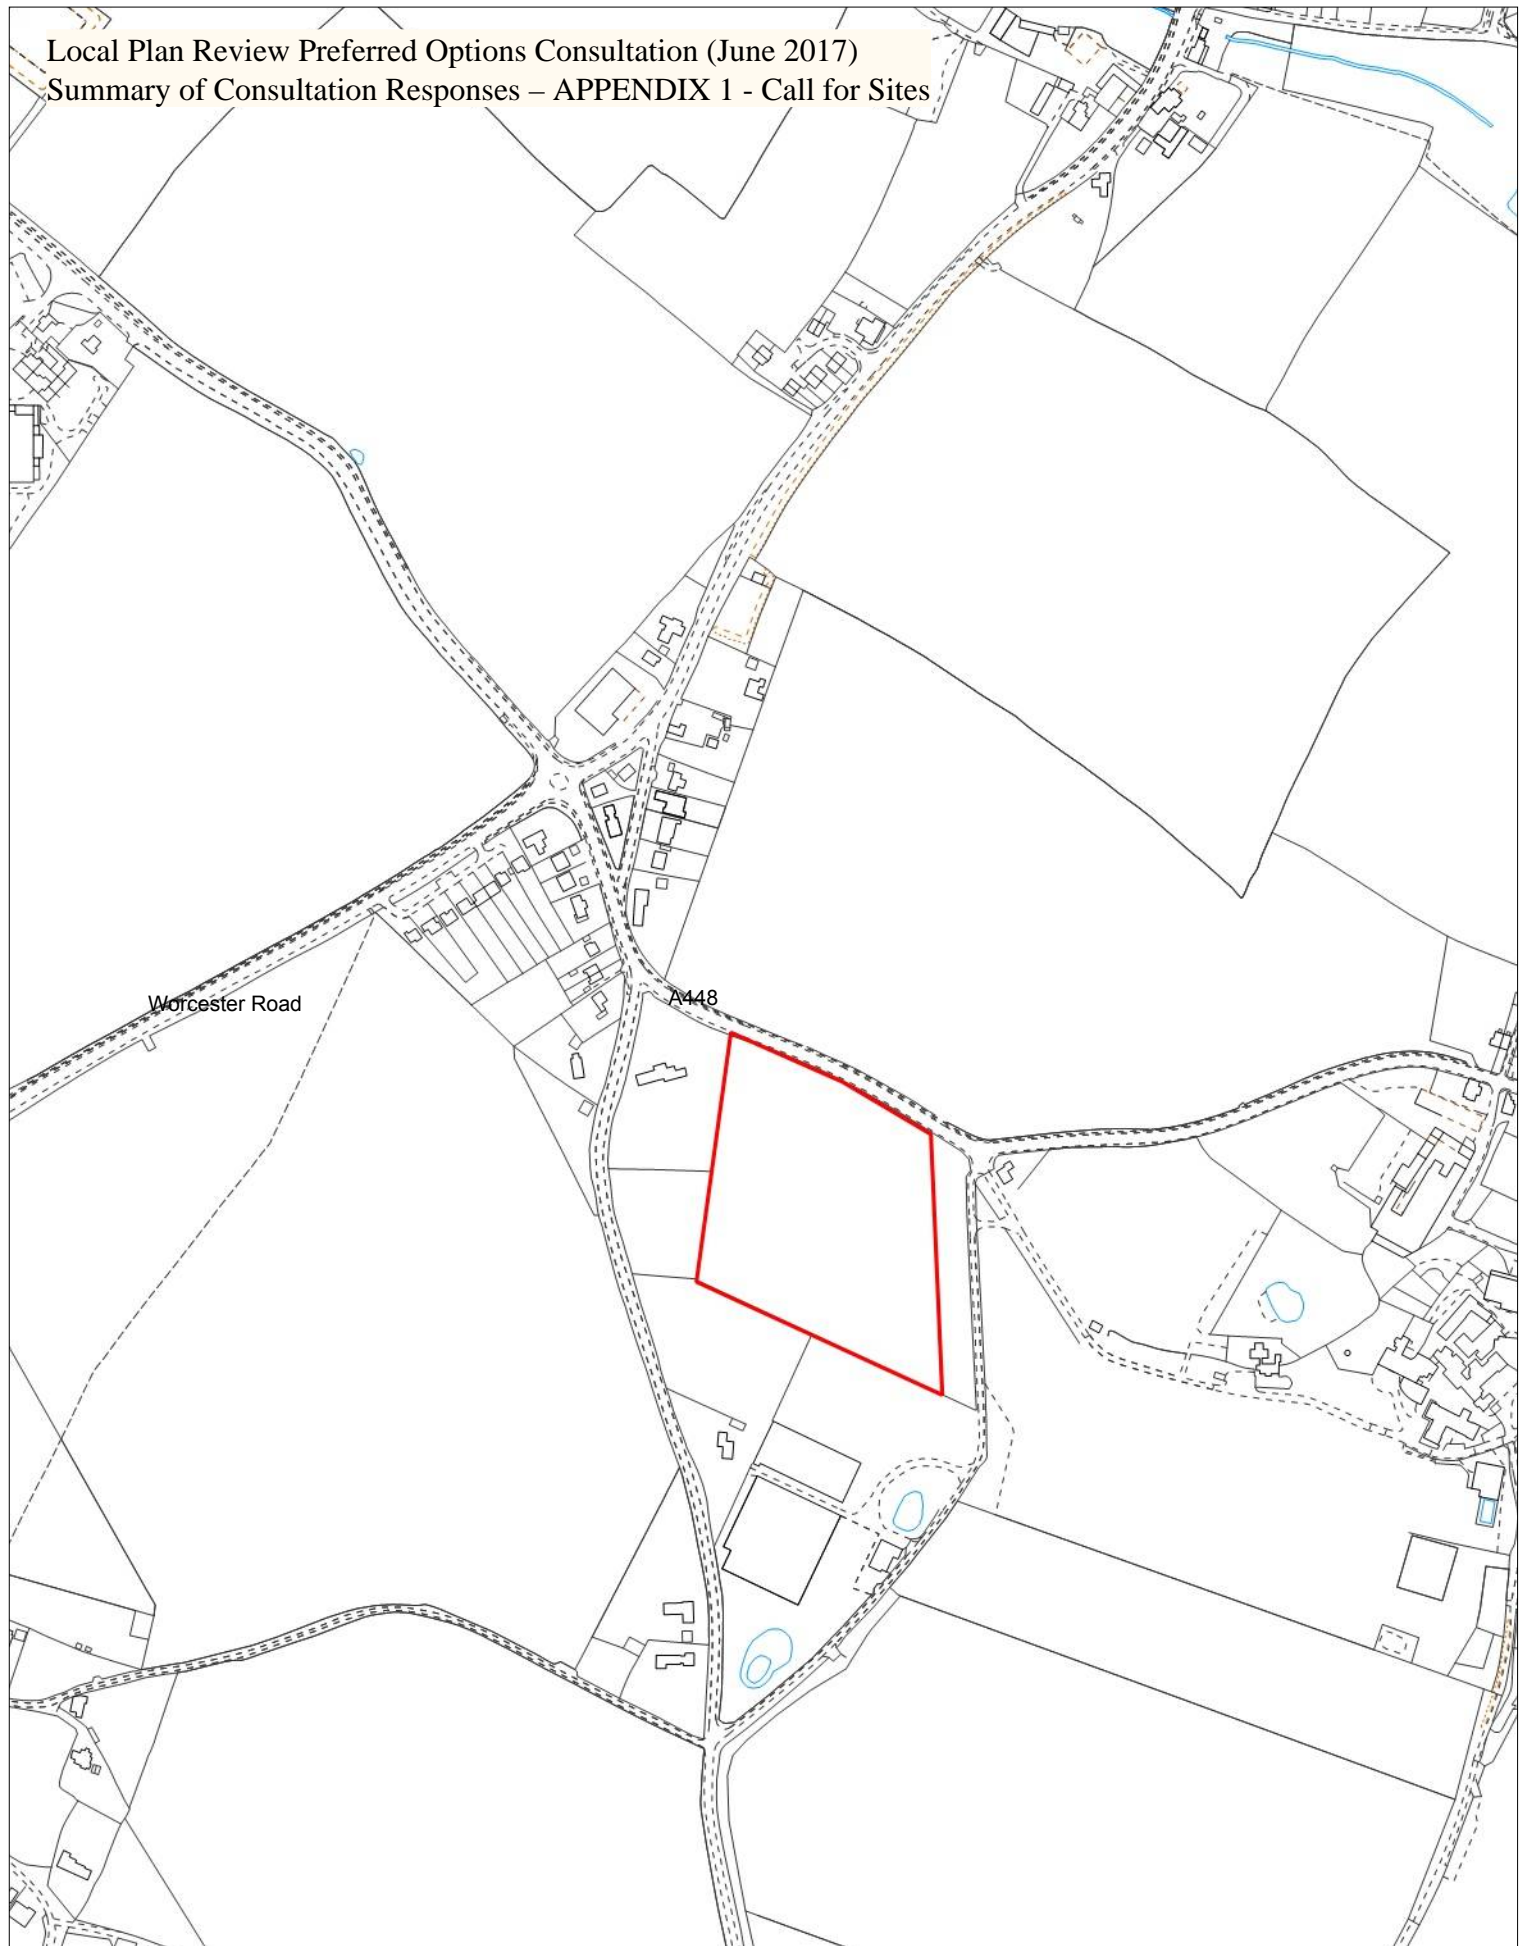 Local Plan Review Preferred Options Consultation (June 2017)
Summary of Consultation Responses – APPENDIX 1 - Call for Sites
Worcester Road
A448